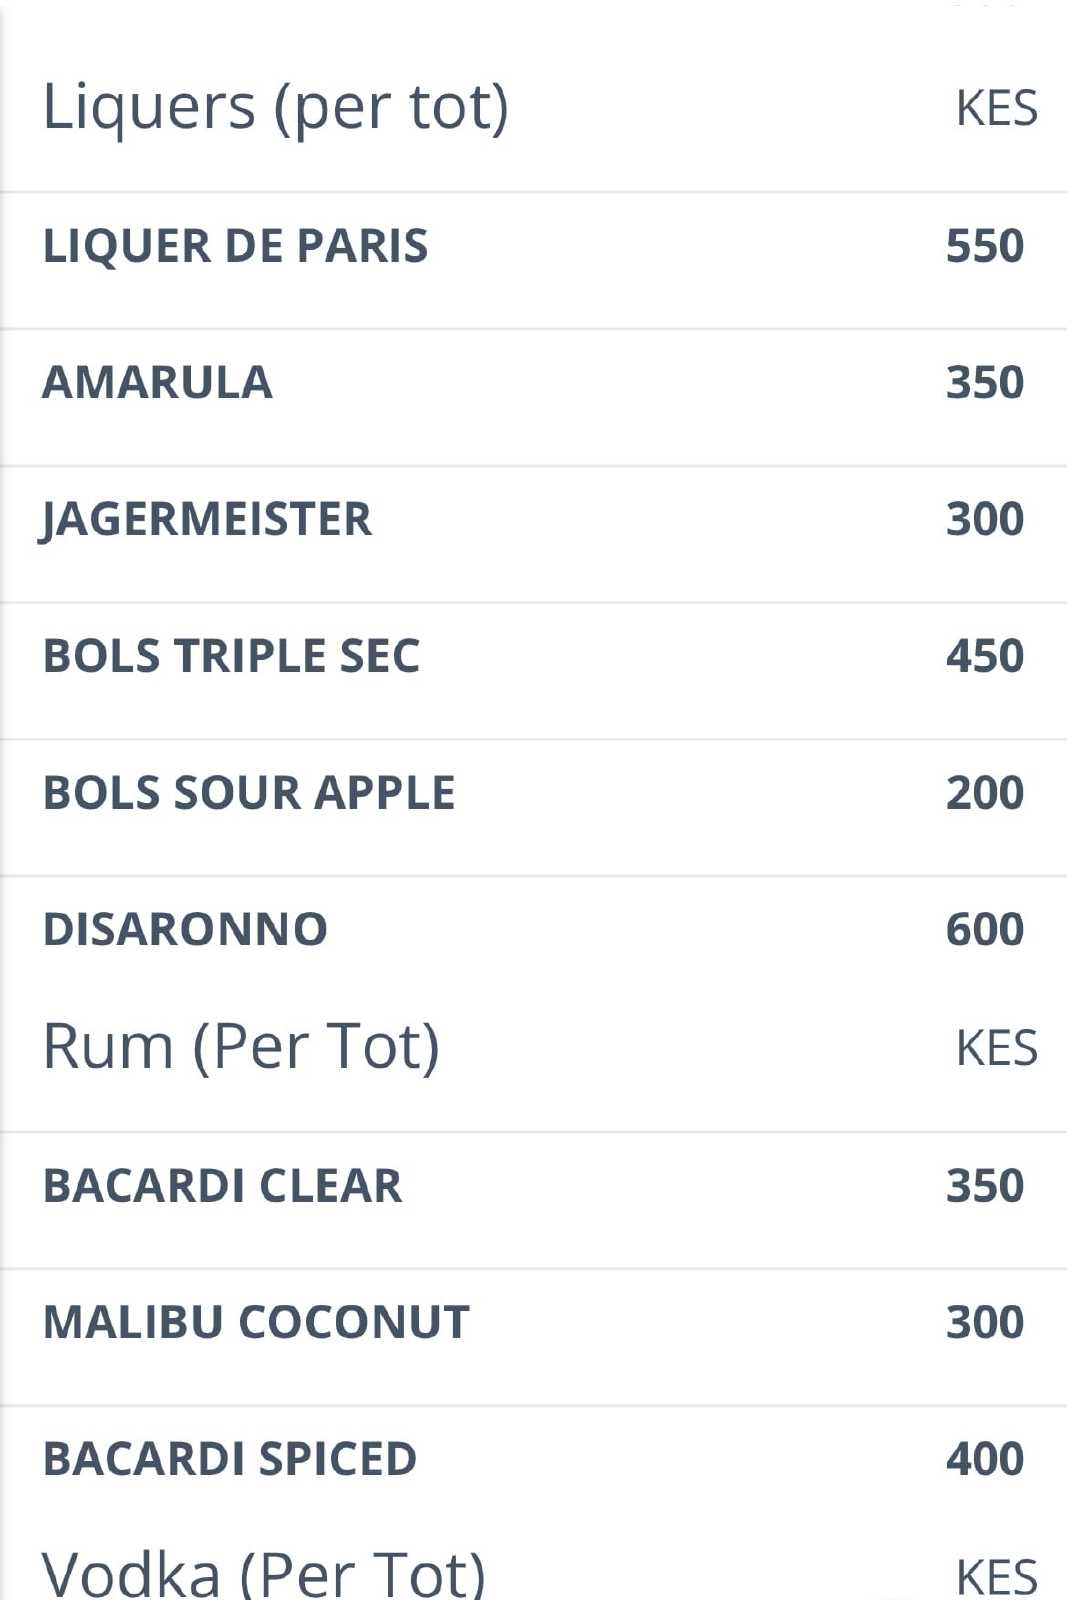 Liquers (per tot) KES
LIQUER DE PARIS 550
AMARULA 350
JAGERMEISTER 300
BOLS TRIPLE SEC 450
BOLS SOUR APPLE 200
DISARONNO 600
Rum (Per Tot) KES
BACARDI CLEAR 350
MALIBU COCONUT 300
BACARDI SPICED 400
Vodka (Per Tot) KES